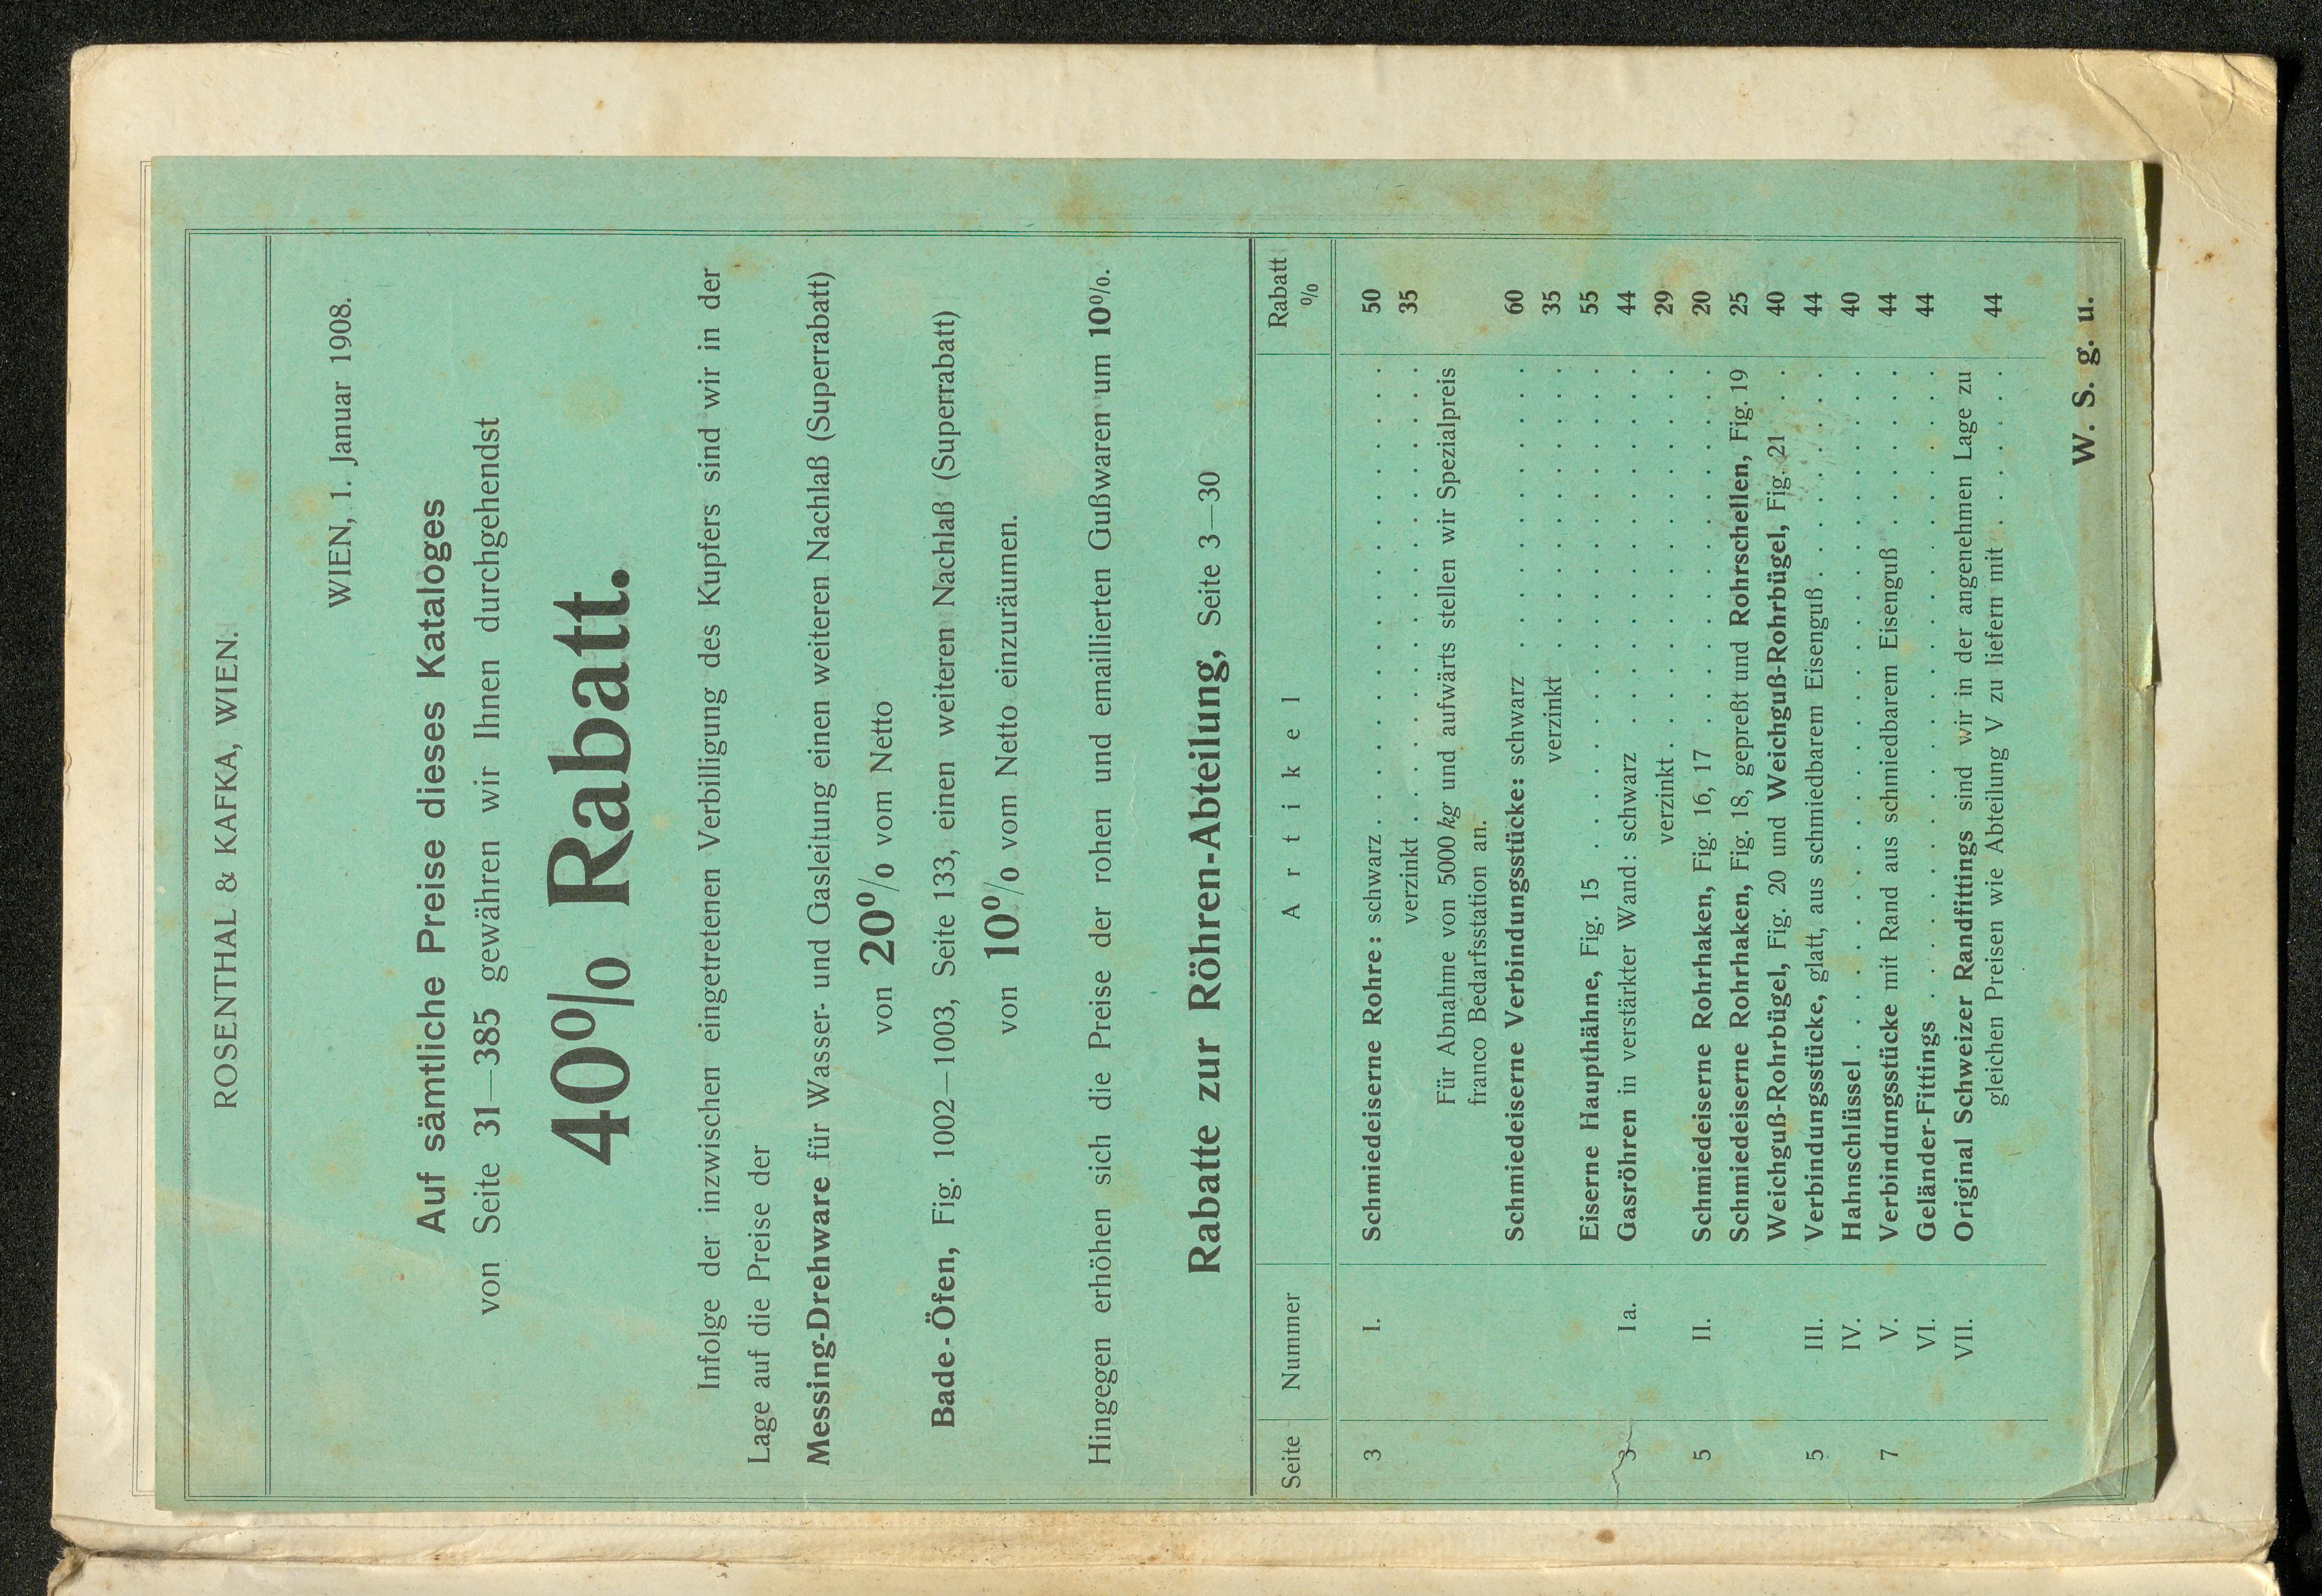 ROSENTHAL & KAFKA, WIEN.
WIEN, 1. Januar 1908.
Auf sämtliche Preise dieses Kataloges
von Seite 31—385 gewähren wir Ihnen durchgehendst
40% Rabatt.
Infolge der inzwischen eingetretenen Verbilligung des Kupfers sind wir in der
Lage auf die Preise der
Messing-Drehware für Wasser- und Gasleitung einen weiteren Nachlaß (Superrabatt)
von 20% vom Netto
Bade-Öfen, Fig. 1002—1003, Seite 133, einen weiteren Nachlaß (Superrabatt)
von 10% vom Netto einzuräumen.
Hingegen erhöhen sich die Preise der rohen und emaillierten Gußwaren um 10%.
Rabatte zur Röhren-Abteilung, Seite 3—30
Seite Nummer Artikel Rabatt %
3 I. Schmiedeiserne Rohre: schwarz . . . . . . . . . . . . . . . . 50
verzinkt . . . . . . . . . . . . . . . . 35
Für Abnahme von 5000 kg und aufwärts stellen wir Spezialpreis
franco Bedarfsstation an.
Schmiedeiserne Verbindungsstücke: schwarz . . . . . . . . . . 60
verzinkt . . . . . . . . . . 35
Eiserne Haupthähne, Fig. 15 . . . . . . . . . . . . . . . . 55
3 Ia. Gasröhren in verstärkter Wand: schwarz . . . . . . . . . . . . 44
verzinkt . . . . . . . . . . . . 29
5 II. Schmiedeiserne Rohrhaken, Fig. 16, 17 . . . . . . . . . . . . 20
Schmiedeiserne Rohrhaken, Fig. 18, gepreßt und Rohrschellen, Fig. 19 25
Weichguß-Rohrbügel, Fig. 20 und Weichguß-Rohrbügel, Fig. 21 . . 40
5 III. Verbindungsstücke, glatt, aus schmiedbarem Eisenguß . . . . . . 44
IV. Hahnschlüssel . . . . . . . . . . . . . . . . . . . . 40
7 V. Verbindungsstücke mit Rand aus schmiedbarem Eisenguß . . . . . 44
VI. Geländer-Fittings . . . . . . . . . . . . . . . . . . . 44
VII. Original Schweizer Randfittings sind wir in der angenehmen Lage zu
gleichen Preisen wie Abteilung V zu liefern mit . . . . . . 44
W. S. g. u.